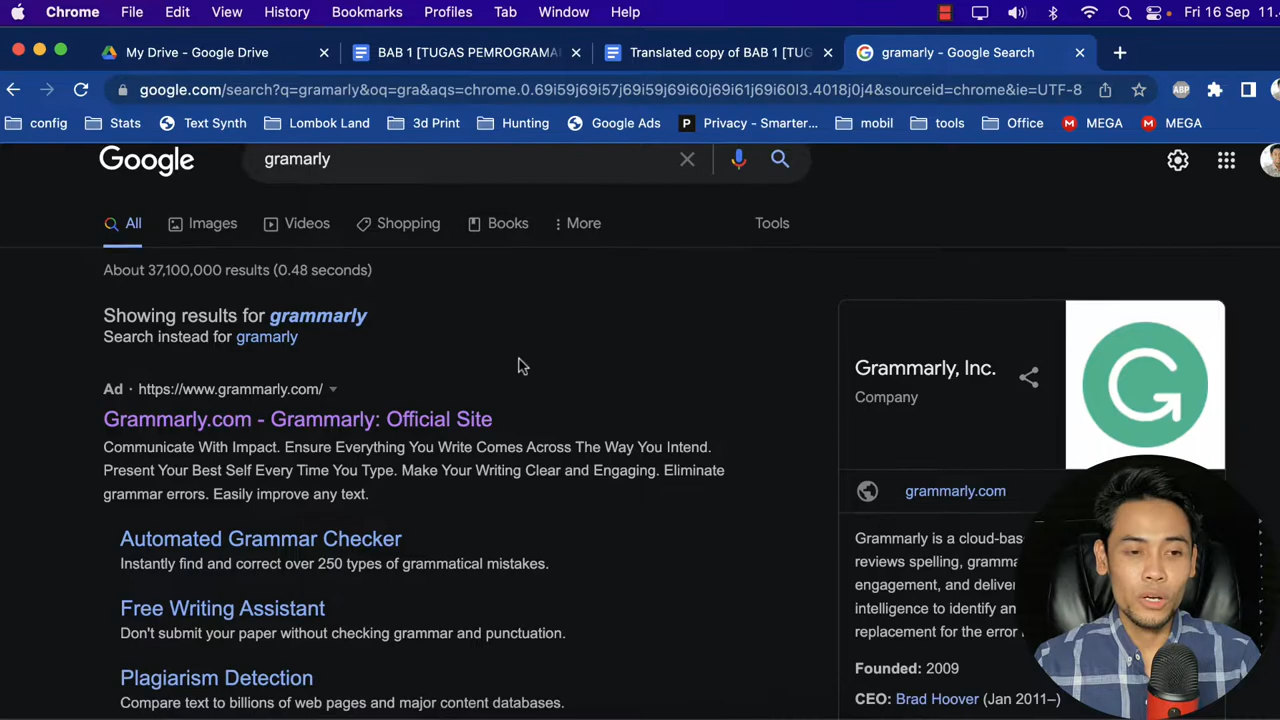 Chrome File Edit View History Bookmarks Profiles Tab Window Help Fri 16 Sep 11.
My Drive - Google Drive BAB 1 [TUGAS PEMROGRAMA Translated copy of BAB 1 [TUG gramarly - Google Search
google.com/search?q=gramarly&oq=gra&aqs=chrome.0.69i59j69i57j69i59j69i60j69i61j69i60l3.4018j0j4&sourceid=chrome&ie=UTF-8 ABP
config Stats Text Synth Lombok Land 3d Print Hunting Google Ads P Privacy - Smarter... mobil tools Office M MEGA M MEGA
Google gramarly
All Images Videos Shopping Books More Tools
About 37,100,000 results (0.48 seconds)
Showing results for grammarly
Search instead for gramarly
Ad · https://www.grammarly.com/
Grammarly.com - Grammarly: Official Site
Communicate With Impact. Ensure Everything You Write Comes Across The Way You Intend.
Present Your Best Self Every Time You Type. Make Your Writing Clear and Engaging. Eliminate
grammar errors. Easily improve any text.
Automated Grammar Checker
Instantly find and correct over 250 types of grammatical mistakes.
Free Writing Assistant
Don't submit your paper without checking grammar and punctuation.
Plagiarism Detection
Compare text to billions of web pages and major content databases.
Grammarly, Inc.
Company
G
grammarly.com
Grammarly is a cloud-bas
reviews spelling, gramma
engagement, and deliver
intelligence to identify an
replacement for the error
Founded: 2009
CEO: Brad Hoover (Jan 2011–)